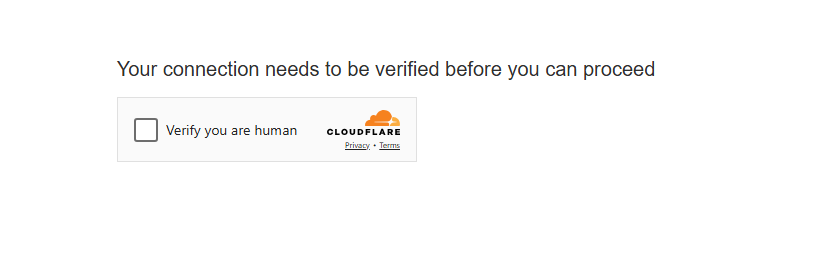 Your connection needs to be verified before you can proceed
Verify you are human
CLOUDFLARE
Privacy • Terms